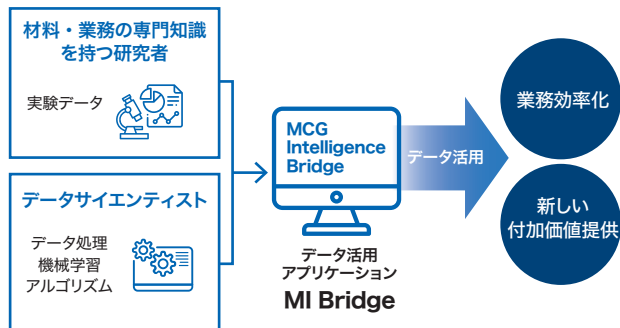 材料・業務の専門知識
を持つ研究者
実験データ
データサイエンティスト
データ処理
機械学習
アルゴリズム
MCG
Intelligence
Bridge
データ活用
アプリケーション
MI Bridge
データ活用
業務効率化
新しい
付加価値提供